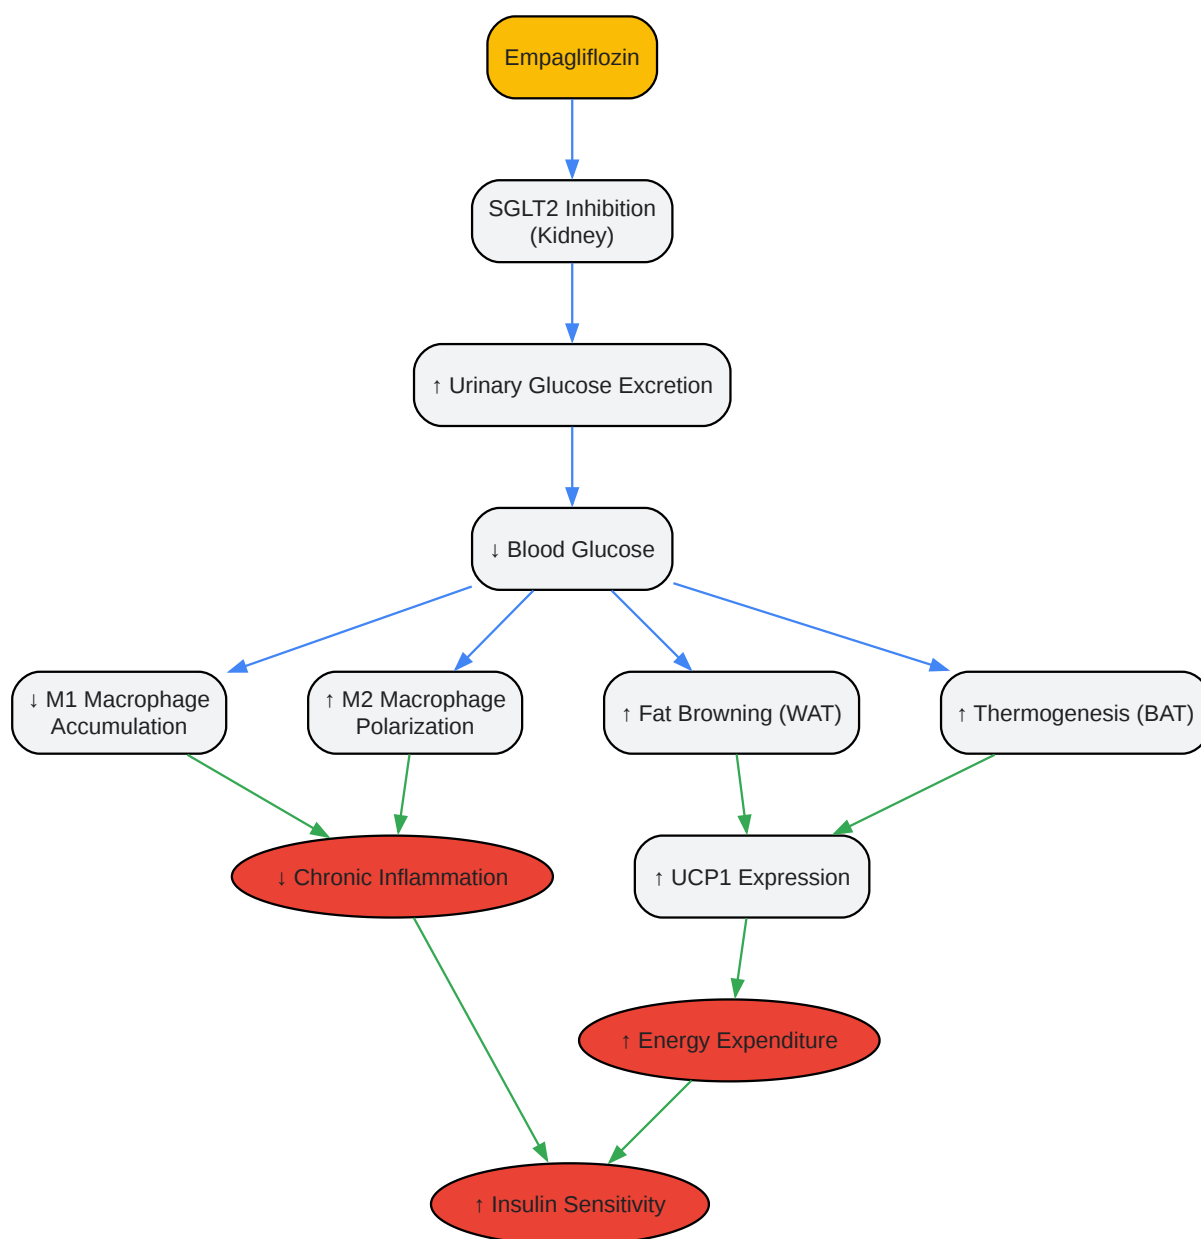 Empagliflozin
SGLT2 Inhibition
(Kidney)
↑ Urinary Glucose Excretion
↓ Blood Glucose
↓ M1 Macrophage
Accumulation
↑ M2 Macrophage
Polarization
↑ Fat Browning (WAT)
↑ Thermogenesis (BAT)
↓ Chronic Inflammation
↑ UCP1 Expression
↑ Energy Expenditure
↑ Insulin Sensitivity